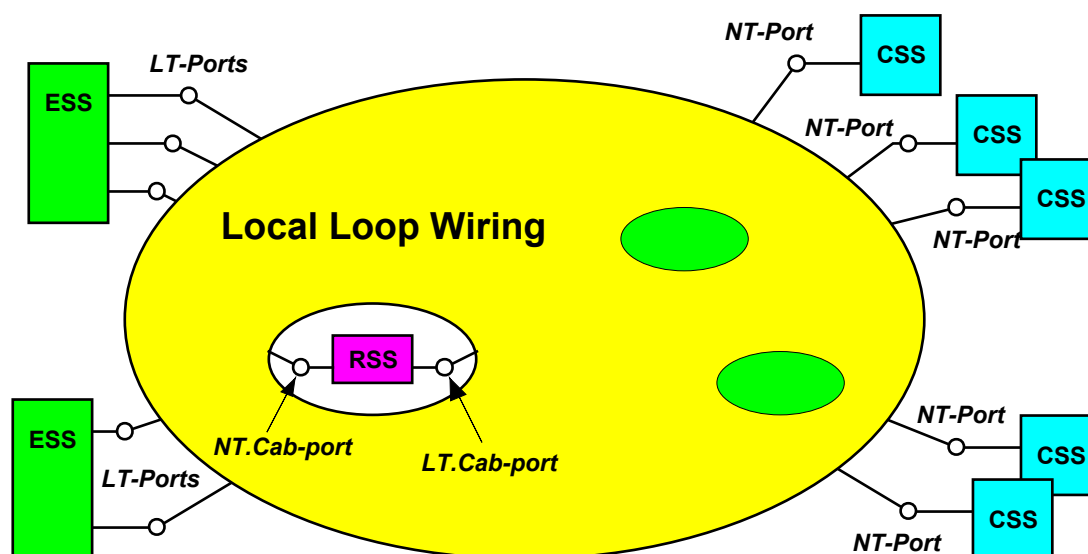 NT-Port
CSS
LT-Ports
ESS
NT-Port
CSS
CSS
NT-Port
Local Loop Wiring
RSS
NT.Cab-port
LT.Cab-port
ESS
LT-Ports
NT-Port
CSS
CSS
NT-Port